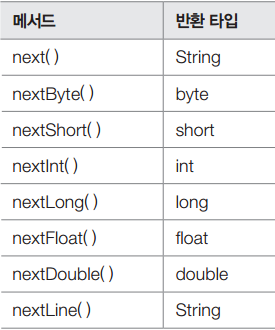 메서드 반환 타입
next( ) String
nextByte( ) byte
nextShort( ) short
nextInt( ) int
nextLong( ) long
nextFloat( ) float
nextDouble( ) double
nextLine( ) String